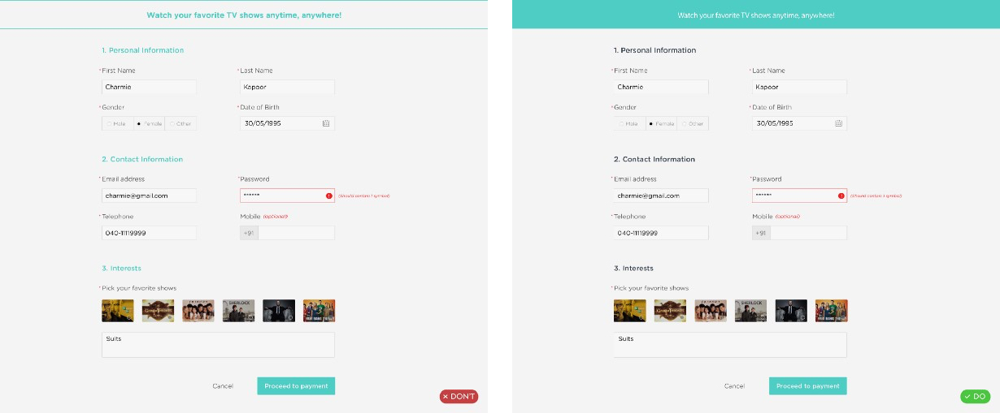 Watch your favorite TV shows anytime, anywhere!
1. Personal Information
* First Name * Last Name
Charmie Kapoor
* Gender * Date of Birth
Male Female Other 30/05/1995
2. Contact Information
* Email address * Password
charmie@gmail.com ****** ! (Should contain 1 symbol)
* Telephone Mobile (optional)
040-11119999 +91
3. Interests
* Pick your favorite shows
SHERLOCK
Suits
Cancel Proceed to payment
× DON'T
Watch your favorite TV shows anytime, anywhere!
1. Personal Information
* First Name * Last Name
Charmie Kapoor
* Gender * Date of Birth
Male Female Other 30/05/1995
2. Contact Information
* Email address * Password
charmie@gmail.com ****** ! (Should contain 1 symbol)
* Telephone Mobile (optional)
040-11119999 +91
3. Interests
* Pick your favorite shows
SHERLOCK
Suits
Cancel Proceed to payment
✓ DO